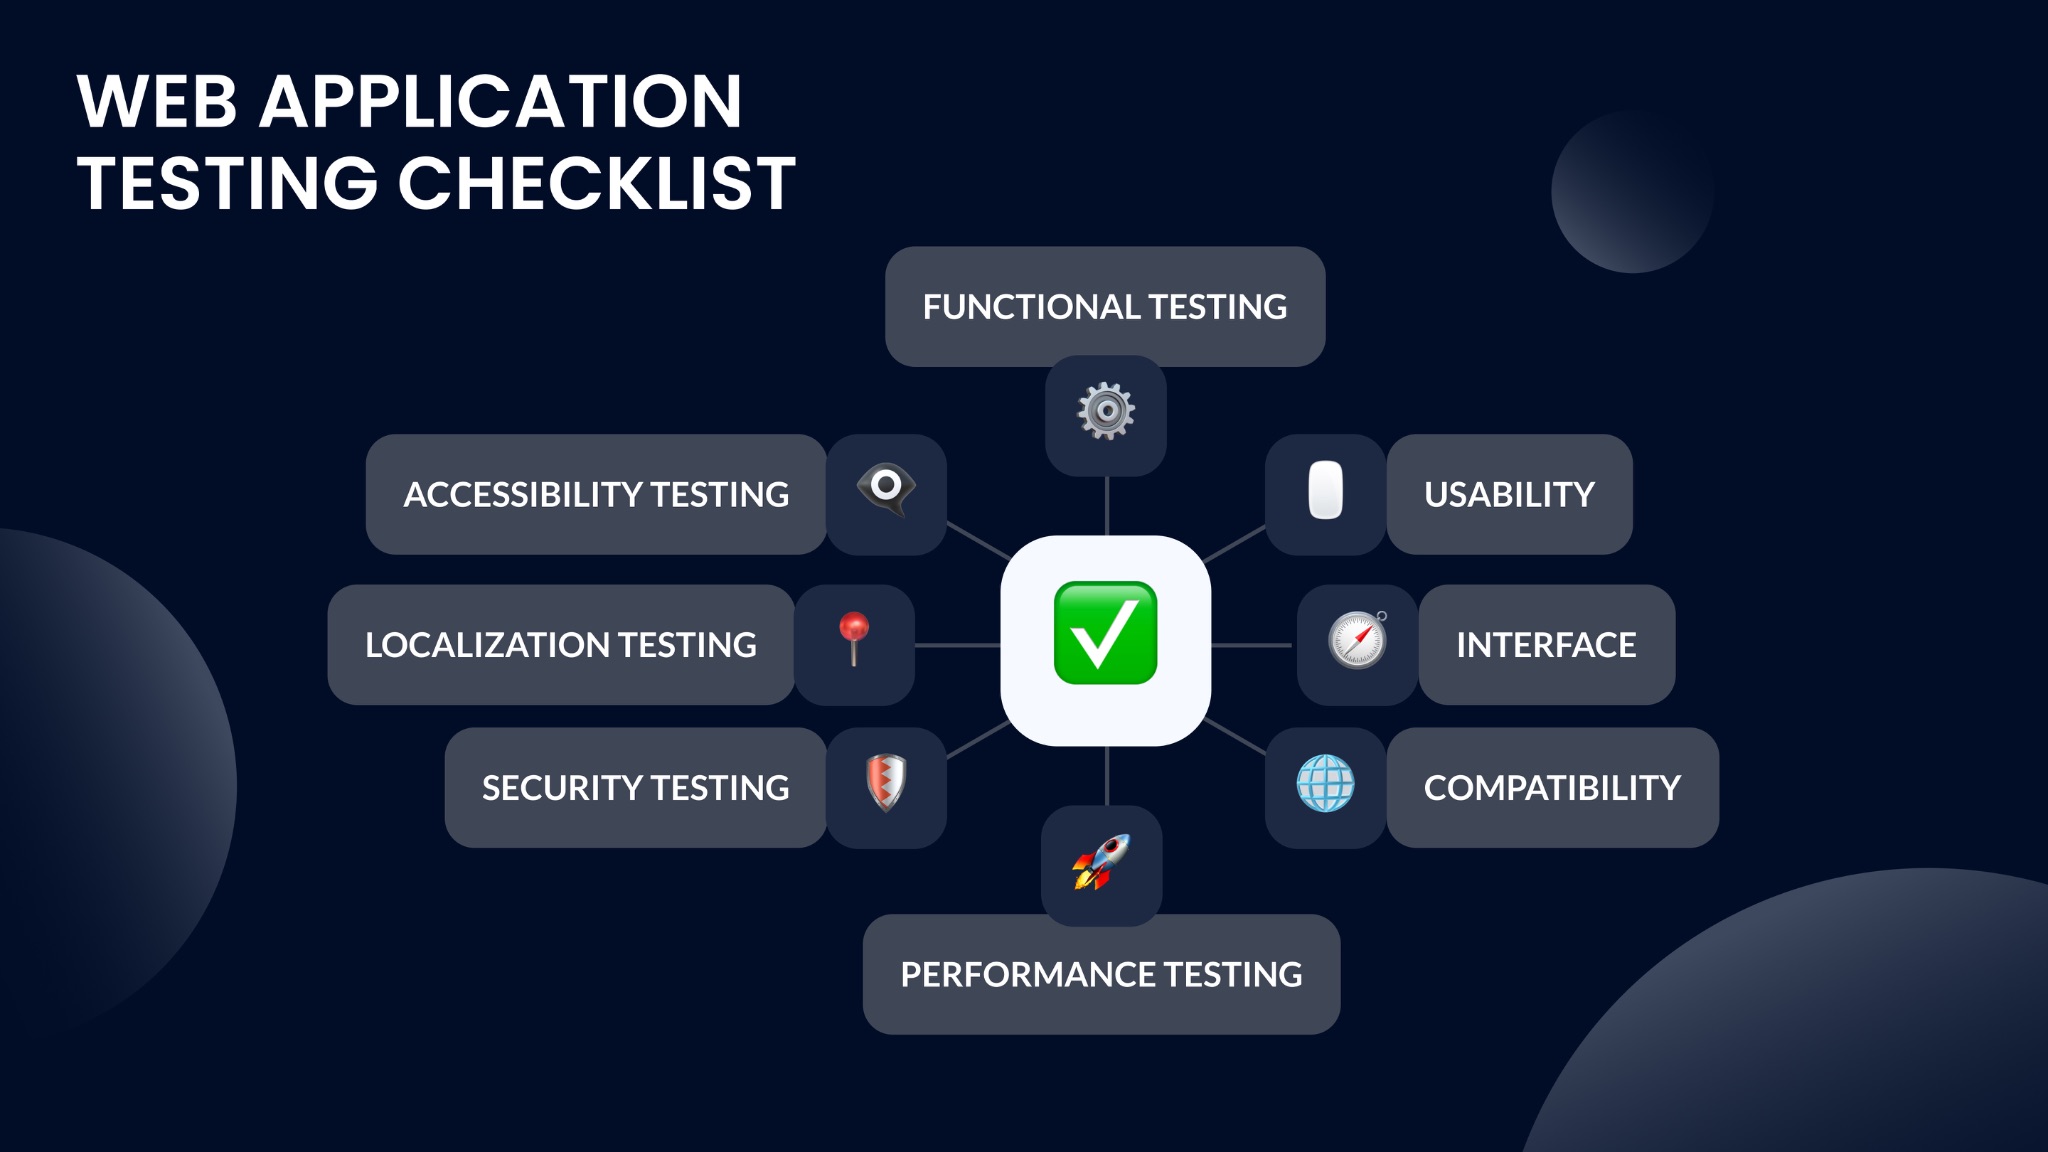 WEB APPLICATION
TESTING CHECKLIST
FUNCTIONAL TESTING
ACCESSIBILITY TESTING
USABILITY
LOCALIZATION TESTING
INTERFACE
SECURITY TESTING
COMPATIBILITY
PERFORMANCE TESTING